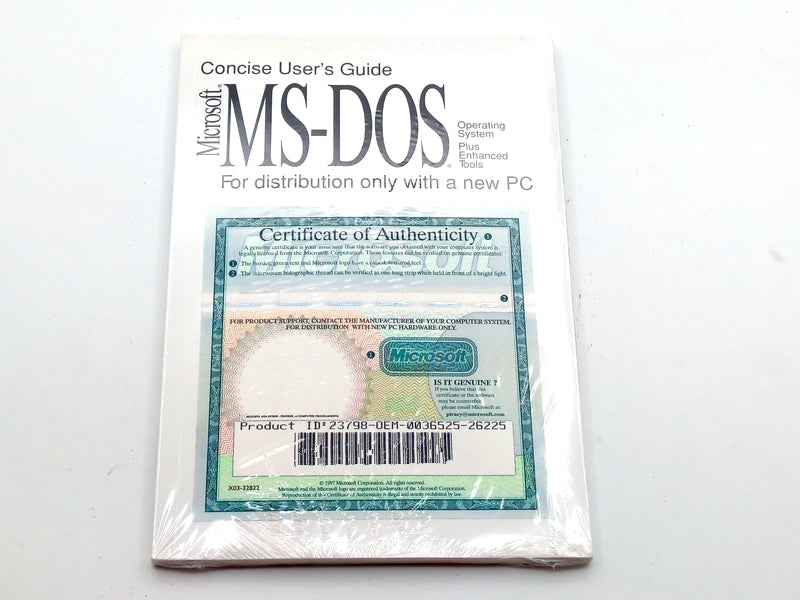 Concise User's Guide
Microsoft®
MS-DOS®
Operating
System
Plus
Enhanced
Tools
For distribution only with a new PC
Certificate of Authenticity 1
A genuine certificate is your assurance that the software you obtained with your computer system is
legally licensed from the Microsoft Corporation. These features can be verified on genuine certificates:
1 The border, green text and Microsoft logo have a raised, textured feel.
2 The interwoven holographic thread can be verified as one long strip when held in front of a bright light.
2
FOR PRODUCT SUPPORT, CONTACT THE MANUFACTURER OF YOUR COMPUTER SYSTEM.
FOR DISTRIBUTION WITH NEW PC HARDWARE ONLY.
1 Microsoft
IS IT GENUINE ?
If you believe that this
certificate or the software
may be counterfeit
please email Microsoft at:
piracy@microsoft.com
Product ID:23798-OEM-0036525-26225
© 1997 Microsoft Corporation. All rights reserved.
Microsoft and the Microsoft logo are registered trademarks of the Microsoft Corporation.
Reproduction of this Certificate of Authenticity is illegal and strictly prohibited by law.
X03-32822